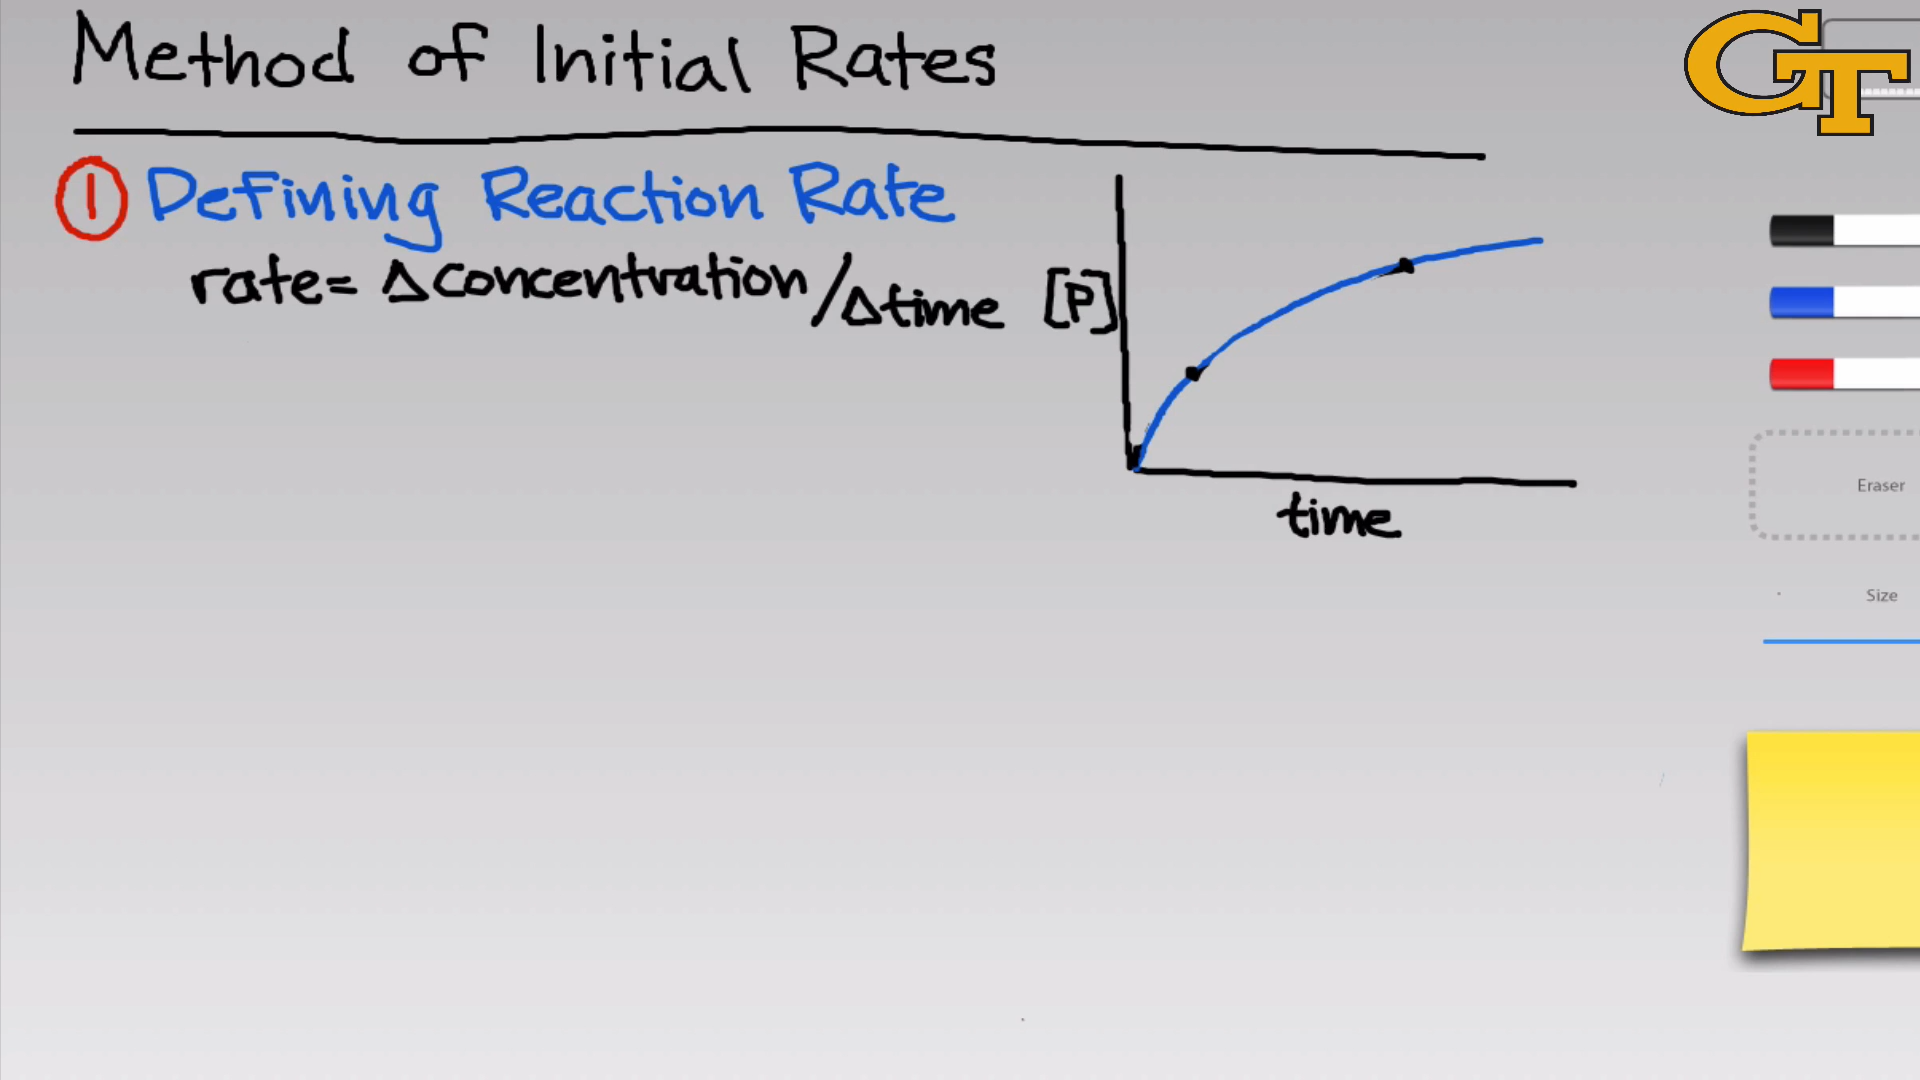 Method of Initial Rates
GT
① Defining Reaction Rate
rate = Δconcentration/Δtime
[P]
time
Eraser
Size